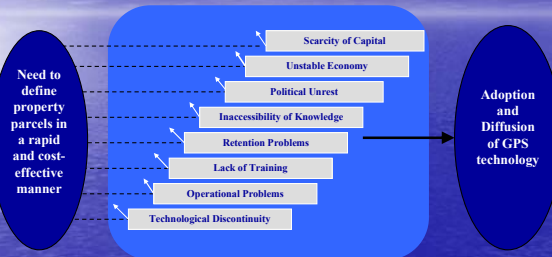 Need to
define
property
parcels in
a rapid
and cost-
effective
manner
Scarcity of Capital
Unstable Economy
Political Unrest
Inaccessibility of Knowledge
Retention Problems
Lack of Training
Operational Problems
Technological Discontinuity
Adoption
and
Diffusion
of GPS
technology